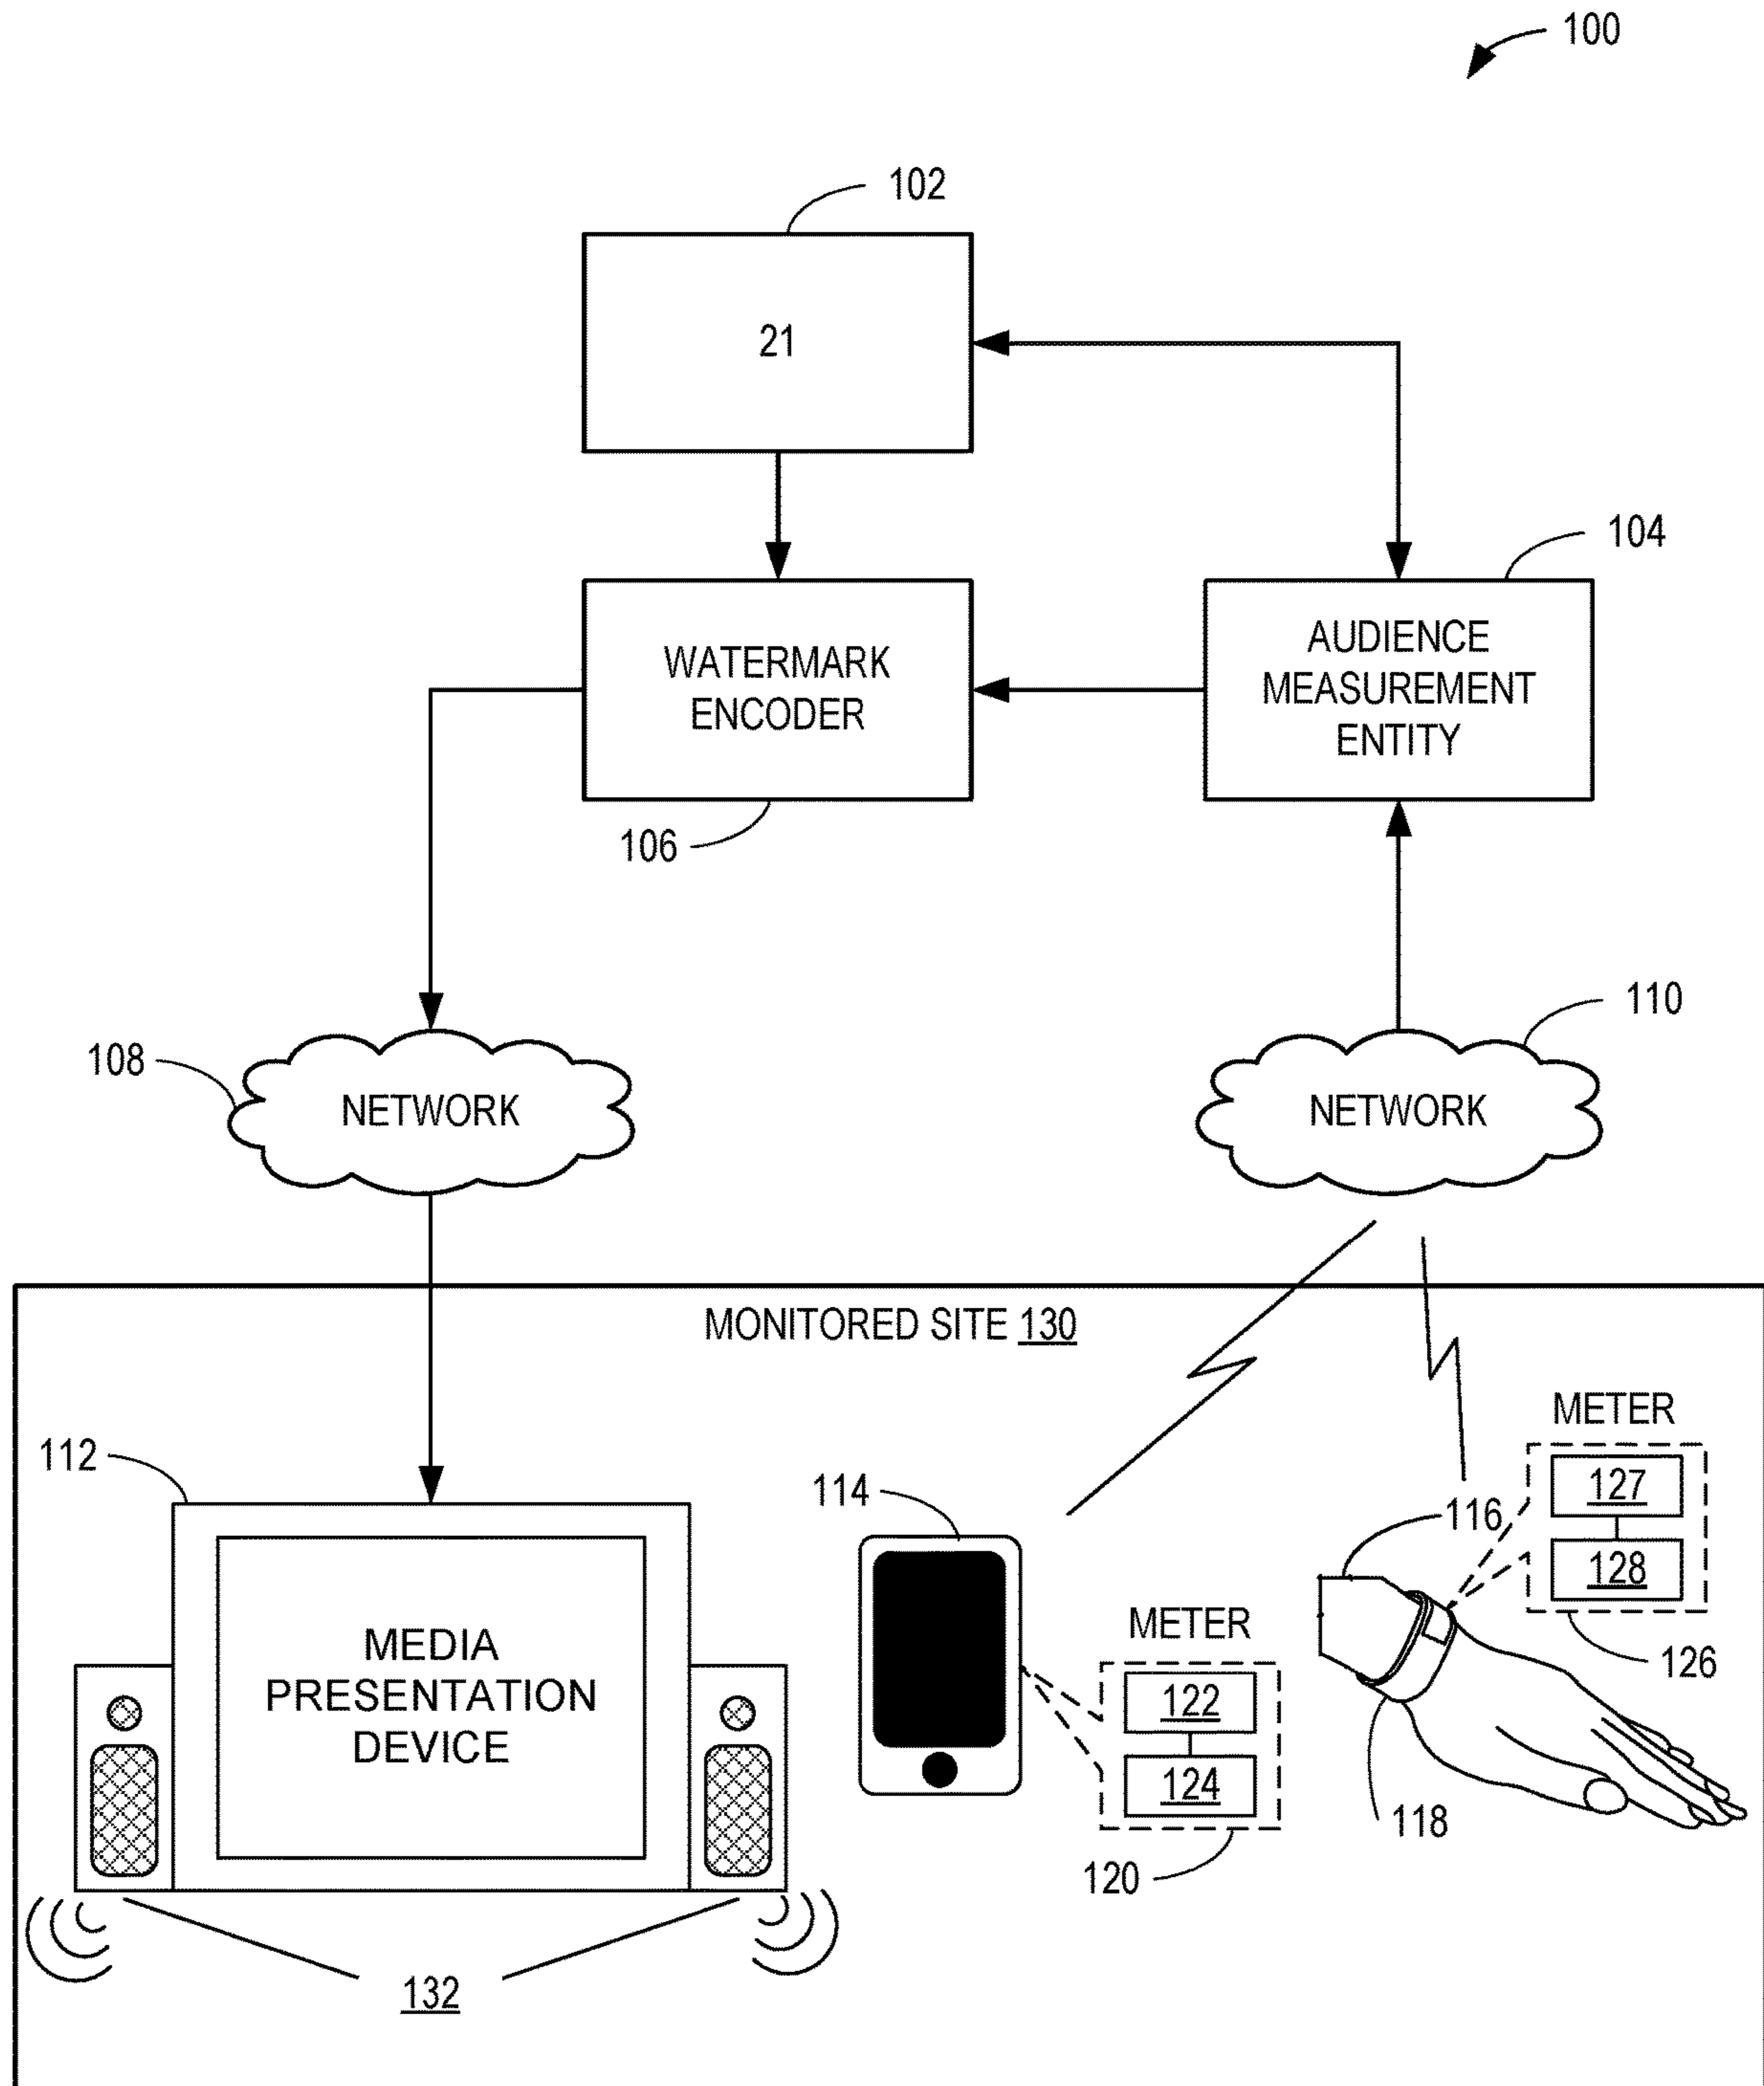 100
102
21
104
WATERMARK
ENCODER
AUDIENCE
MEASUREMENT
ENTITY
106
110
108
NETWORK
NETWORK
MONITORED SITE 130
METER
112
127
114
116
128
METER
126
MEDIA
PRESENTATION
DEVICE
122
124
118
120
132